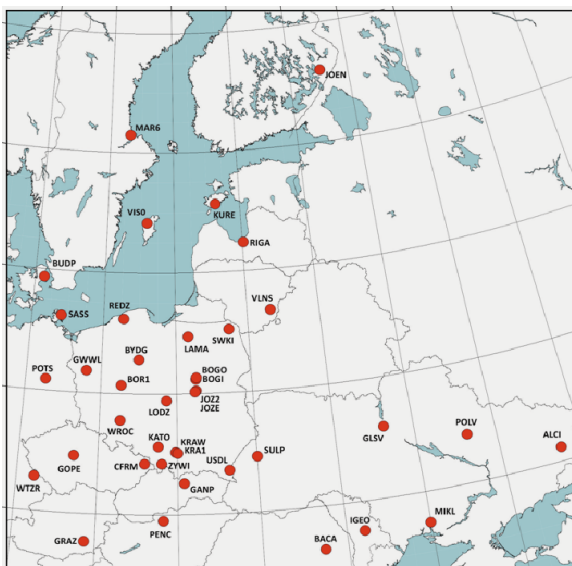 JOEN
MAR6
VIS0
KURE
RIGA
BUDP
SASS
REDZ
VLNS
SWKI
LAMA
BYDG
GWWL
POTS
BOR1
BOGO
BOGI
LODZ
JOZ2
JOZE
WROC
KATO
KRAW
KRA1
GLSV
POLV
ALCI
GOPE
CFRM
ZYWI
USDL
SULP
WTZR
GANP
PENC
GRAZ
IGEO
MIKL
BACA